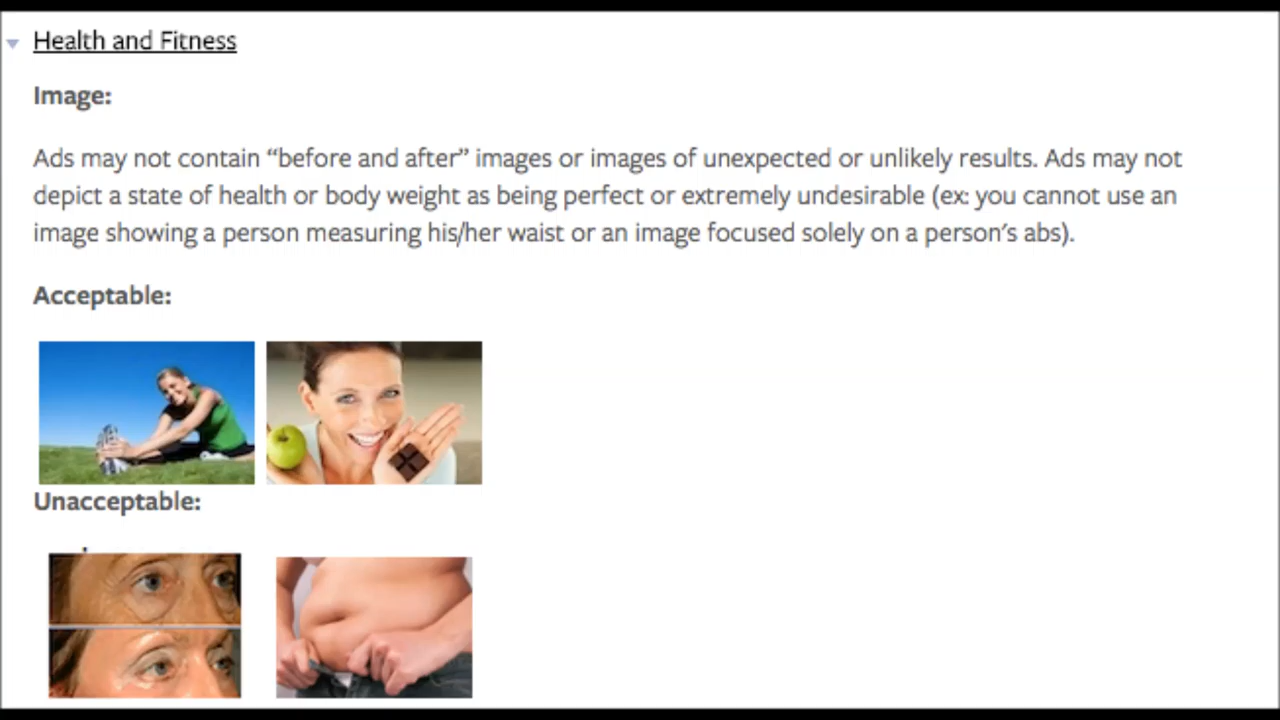 Health and Fitness
Image:
Ads may not contain “before and after” images or images of unexpected or unlikely results. Ads may not
depict a state of health or body weight as being perfect or extremely undesirable (ex: you cannot use an
image showing a person measuring his/her waist or an image focused solely on a person’s abs).
Acceptable:
Unacceptable: